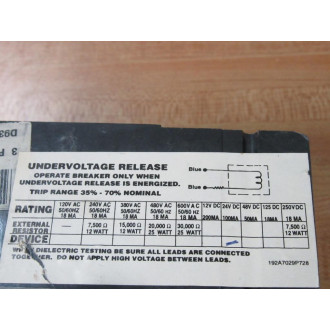 D93
3 F
UNDERVOLTAGE RELEASE
OPERATE BREAKER ONLY WHEN
UNDERVOLTAGE RELEASE IS ENERGIZED.
TRIP RANGE 35% - 70% NOMINAL
Blue
Blue
RATING 120V AC 50/60HZ 18 MA 240V AC 50/60HZ 18 MA 380V AC 50/60HZ 18 MA 480V AC 50/60 HZ 18 MA 600V AC 50/60 HZ 18 MA 12V DC 200MA 24V DC 100MA 48V DC 50MA 125 DC 18MA 250V DC 18 MA
EXTERNAL RESISTOR DEVICE — 7,500 Ω 12 WATT 15,000 Ω 12 WATT 20,000 Ω 25 WATT 30,000 Ω 25 WATT 7,500 Ω 12 WATT
DIELECTRIC TESTING BE SURE ALL LEADS ARE CONNECTED
TOGETHER. DO NOT APPLY HIGH VOLTAGE BETWEEN LEADS.
192A7029P728